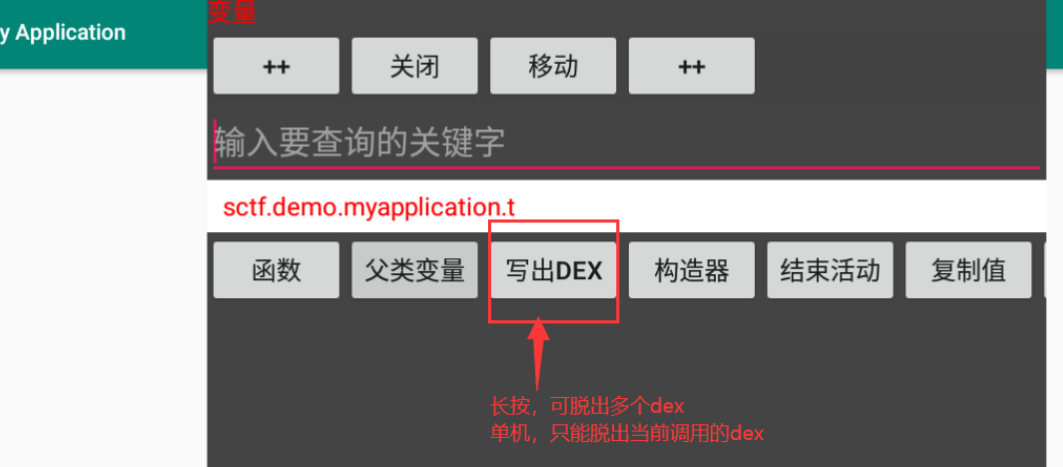 变量
y Application
++ 关闭 移动 ++
输入要查询的关键字
sctf.demo.myapplication.t
函数 父类变量 写出DEX 构造器 结束活动 复制值
长按，可脱出多个dex
单机，只能脱出当前调用的dex